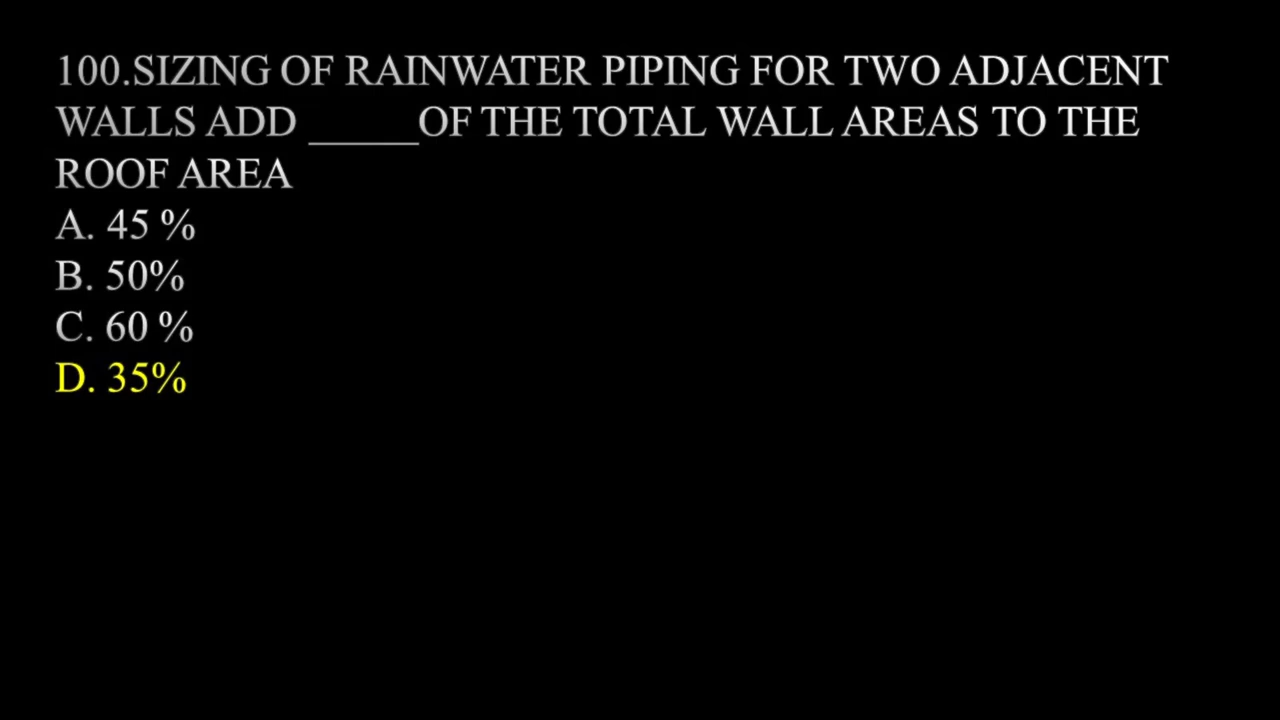 100.SIZING OF RAINWATER PIPING FOR TWO ADJACENT
WALLS ADD _____OF THE TOTAL WALL AREAS TO THE
ROOF AREA
A. 45 %
B. 50%
C. 60 %
D. 35%